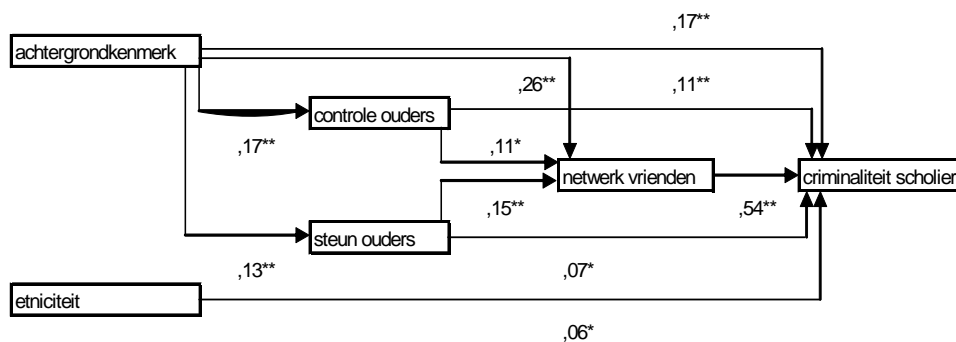 ,17**
achtergrondkenmerk
,26**
,11**
controle ouders
,17**
,11*
netwerk vrienden
criminaliteit scholier
,15**
,54**
steun ouders
,13**
,07*
etniciteit
,06*